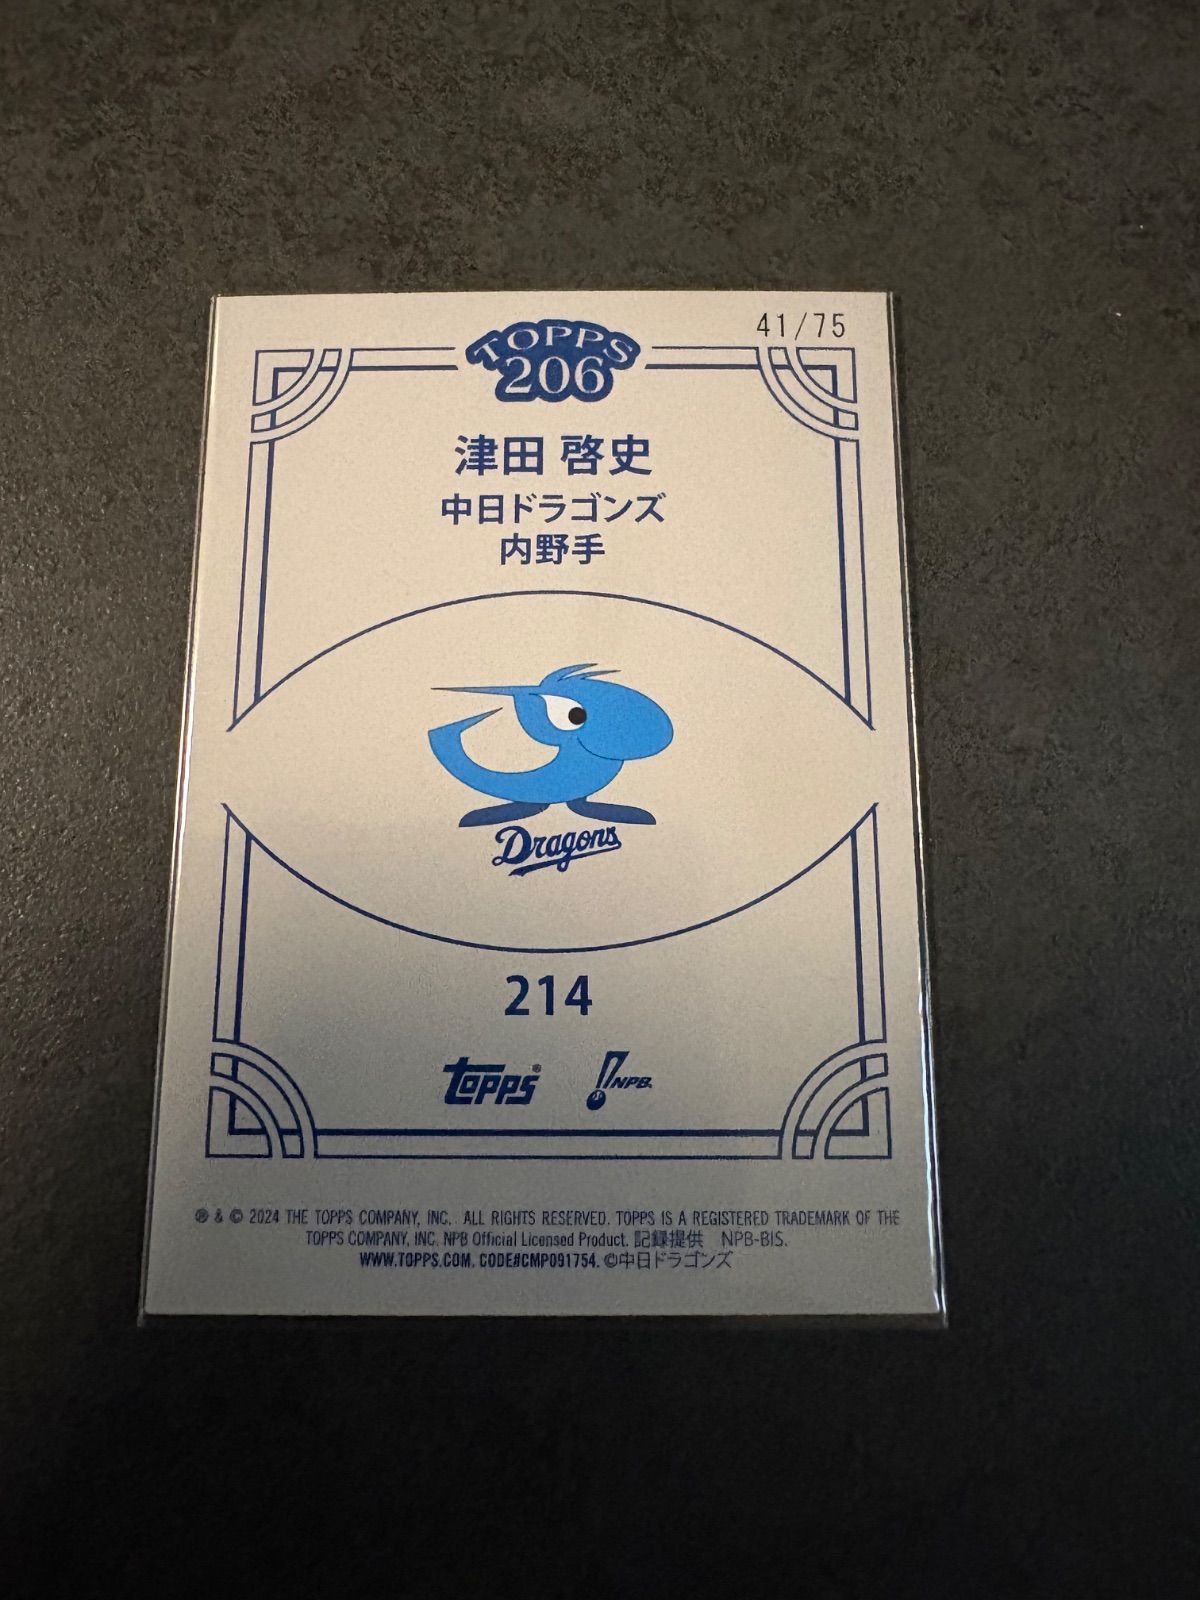 41/75
TOPPS
206
津田 啓史
中日ドラゴンズ
内野手
Dragons
214
topps® NPB
® & © 2024 THE TOPPS COMPANY, INC. ALL RIGHTS RESERVED. TOPPS IS A REGISTERED TRADEMARK OF THE
TOPPS COMPANY, INC. NPB Official Licensed Product. 記録提供 NPB-BIS.
WWW.TOPPS.COM. CODE#CMP091754. ©中日ドラゴンズ